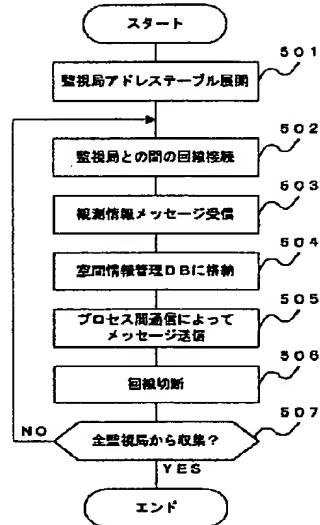 スタート
501
監視局アドレステーブル展開
502
監視局との間の回線接続
503
観測情報メッセージ受信
504
空間情報管理DBに格納
505
プロセス間通信によって
メッセージ送信
506
回線切断
507
全監視局から収集？
NO
YES
エンド